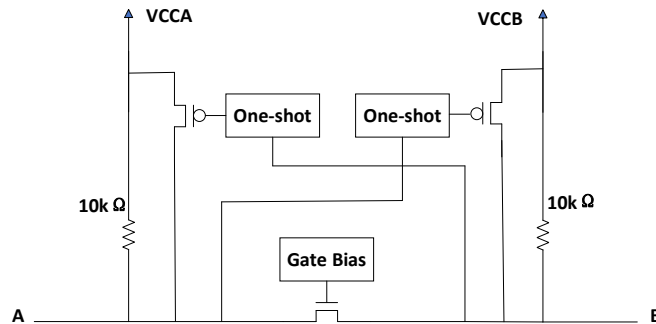 VCCA
VCCB
One-shot
One-shot
10k Ω
10k Ω
Gate Bias
A
B